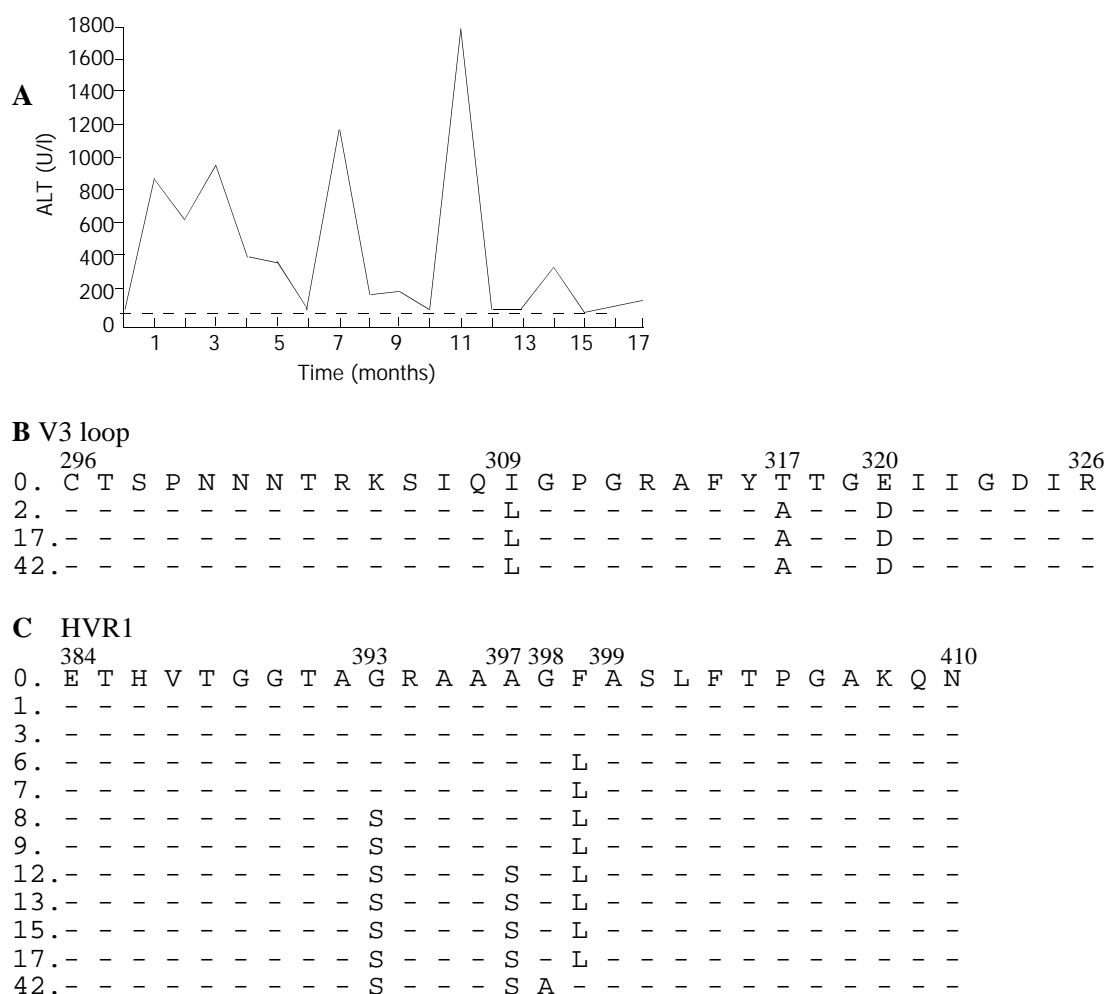 1800
1600
A
1400
1200
1000
800
600
400
200
0
ALT (U/l)
1 3 5 7 9 11 13 15 17
Time (months)
B V3 loop
296 309 317 320 326
0. C T S P N N N T R K S I Q I G P G R A F Y T T G E I I G D I R
2. - - - - - - - - - - - - - L - - - - - - - A - - D - - - - - -
17. - - - - - - - - - - - - - L - - - - - - - A - - D - - - - - -
42. - - - - - - - - - - - - - L - - - - - - - A - - D - - - - - -
C HVR1
384 393 397 398 399 410
0. E T H V T G G T A G R A A A G F A S L F T P G A K Q N
1. - - - - - - - - - - - - - - - - - - - - - - - - - - -
3. - - - - - - - - - - - - - - - - - - - - - - - - - - -
6. - - - - - - - - - - - - - - - L - - - - - - - - - - -
7. - - - - - - - - - - - - - - - L - - - - - - - - - - -
8. - - - - - - - - - S - - - - - L - - - - - - - - - - -
9. - - - - - - - - - S - - - - - L - - - - - - - - - - -
12. - - - - - - - - - S - - - S - L - - - - - - - - - - -
13. - - - - - - - - - S - - - S - L - - - - - - - - - - -
15. - - - - - - - - - S - - - S - L - - - - - - - - - - -
17. - - - - - - - - - S - - - S - L - - - - - - - - - - -
42. - - - - - - - - - S - - - S A - - - - - - - - - - - -